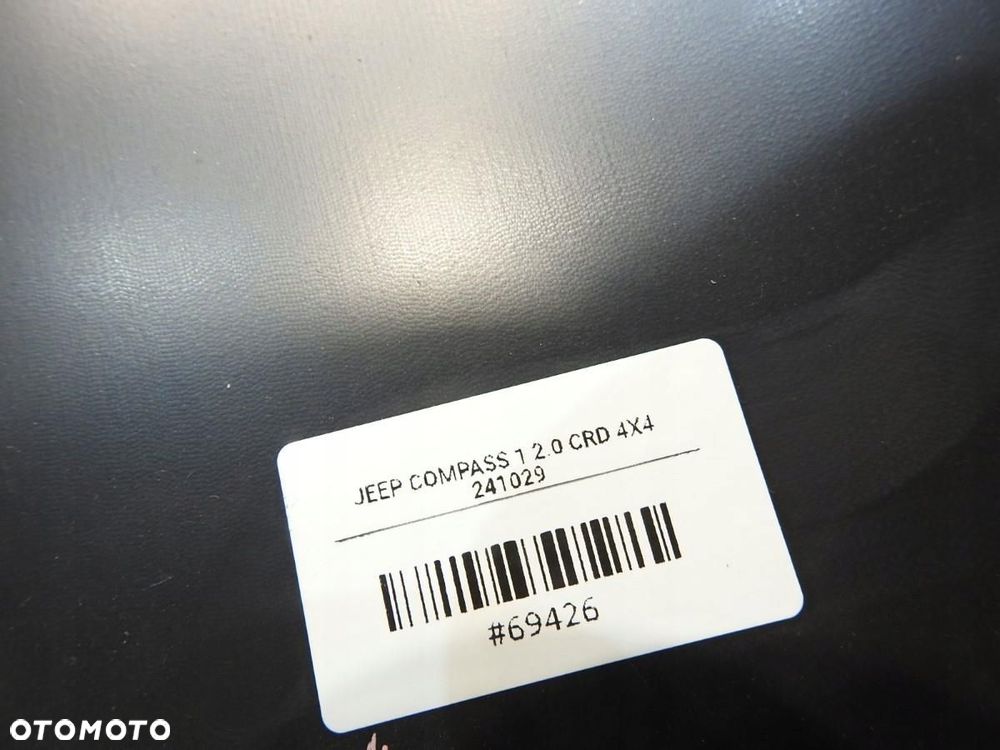 JEEP COMPASS 1 2.0 CRD 4X4
241029
#69426
OTOMOTO